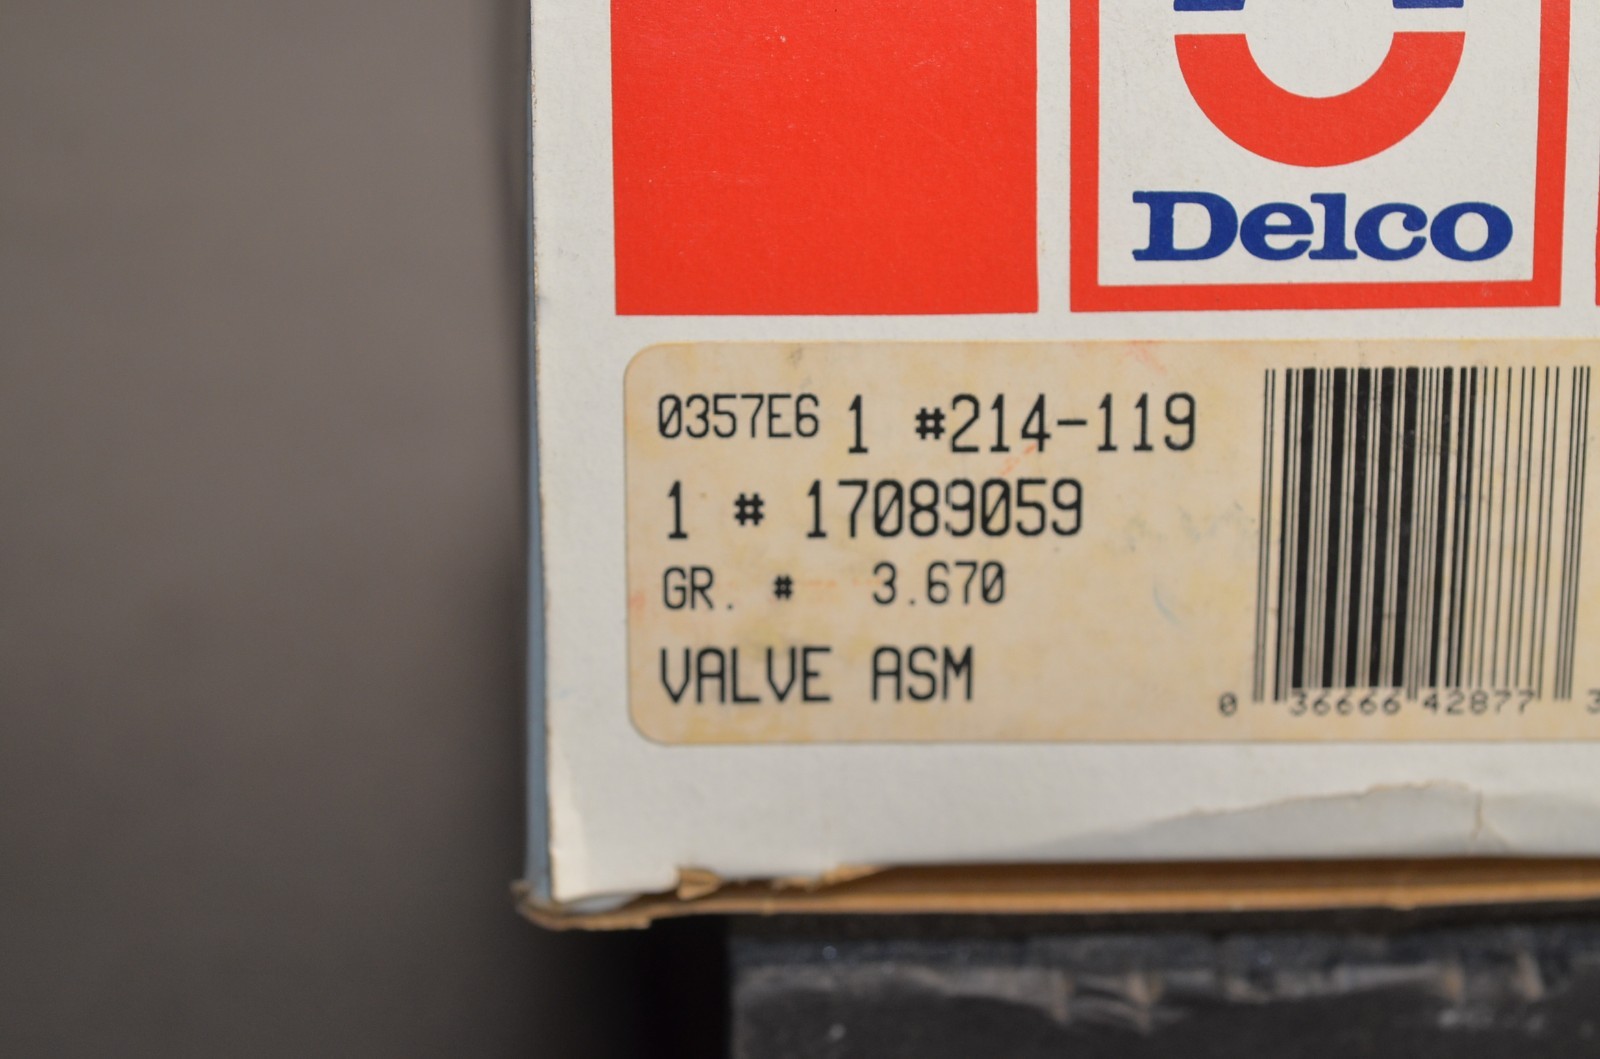 Delco
0357E6 1 #214-119
1 # 17089059
GR. # 3.670
VALVE ASM
0 36666 42877 3